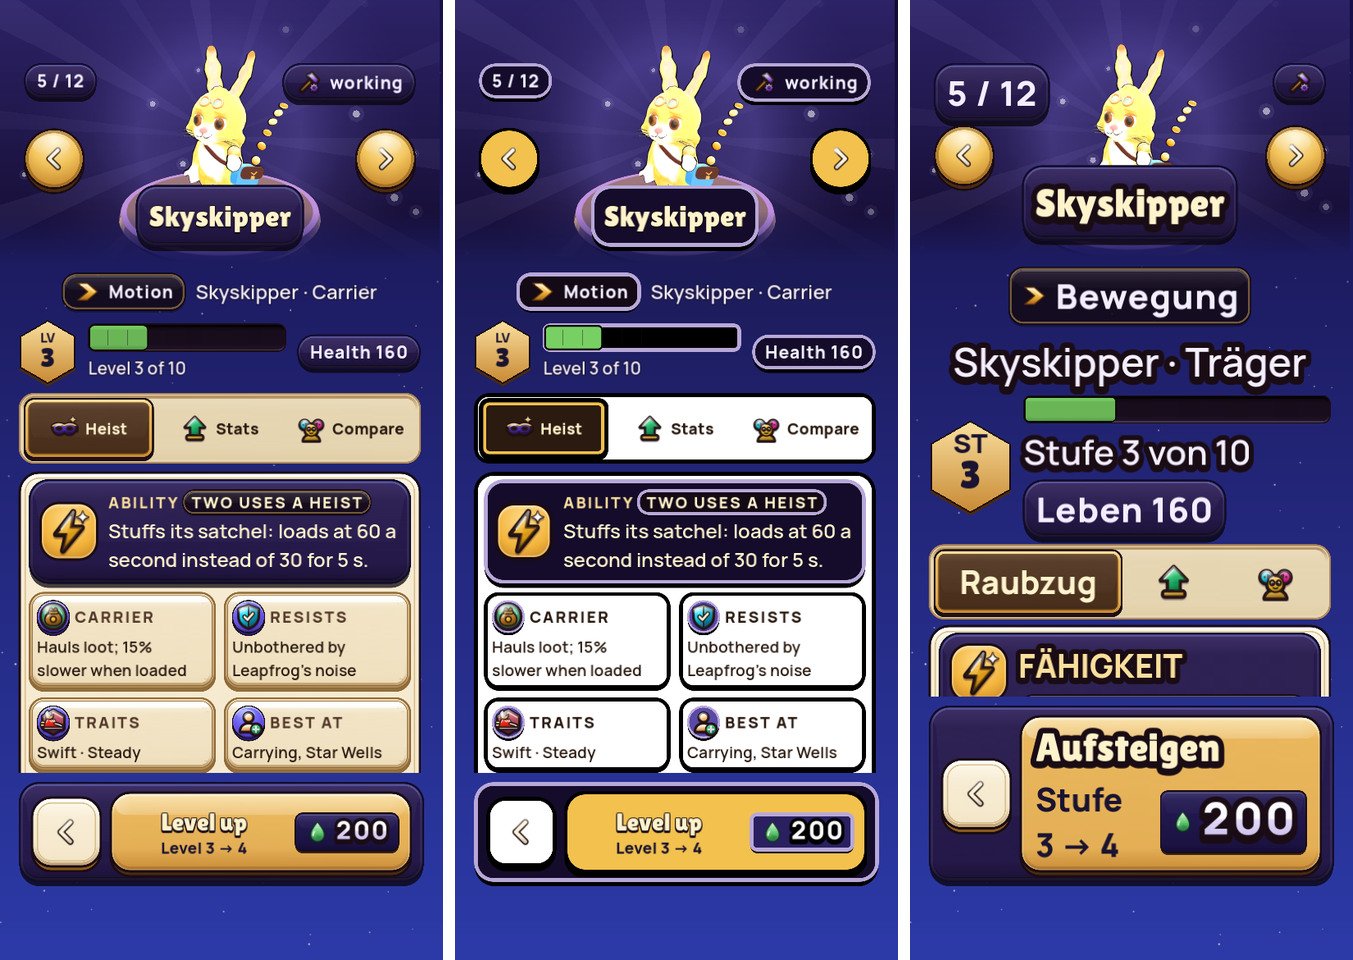 5 / 12
working
Skyskipper
Motion
Skyskipper · Carrier
LV
3
Level 3 of 10
Health 160
Heist
Stats
Compare
ABILITY
TWO USES A HEIST
Stuffs its satchel: loads at 60 a
second instead of 30 for 5 s.
CARRIER
Hauls loot; 15%
slower when loaded
RESISTS
Unbothered by
Leapfrog's noise
TRAITS
Swift · Steady
BEST AT
Carrying, Star Wells
Level up
Level 3 → 4
200
5 / 12
working
Skyskipper
Motion
Skyskipper · Carrier
LV
3
Level 3 of 10
Health 160
Heist
Stats
Compare
ABILITY
TWO USES A HEIST
Stuffs its satchel: loads at 60 a
second instead of 30 for 5 s.
CARRIER
Hauls loot; 15%
slower when loaded
RESISTS
Unbothered by
Leapfrog's noise
TRAITS
Swift · Steady
BEST AT
Carrying, Star Wells
Level up
Level 3 → 4
200
5 / 12
Skyskipper
Bewegung
Skyskipper · Träger
ST
3
Stufe 3 von 10
Leben 160
Raubzug
FÄHIGKEIT
Aufsteigen
Stufe
3 → 4
200